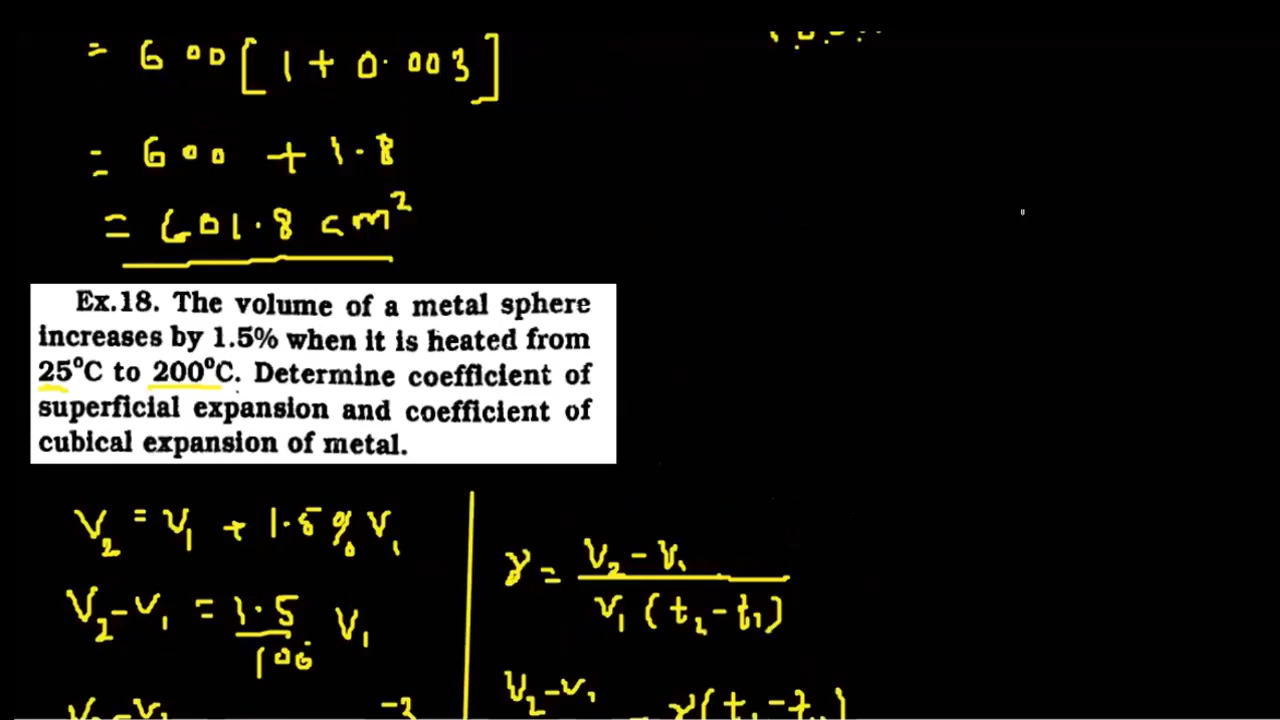 = 600 [1 + 0.003]
= 600 + 1.8
= 601.8 cm²
Ex.18. The volume of a metal sphere
increases by 1.5% when it is heated from
25°C to 200°C. Determine coefficient of
superficial expansion and coefficient of
cubical expansion of metal.
V₂ = V₁ + 1.5% V₁
V₂-V₁ = 1.5/100 V₁
γ = V₂ - V₁ / V₁ (t₂ - t₁)
V₂-V₁